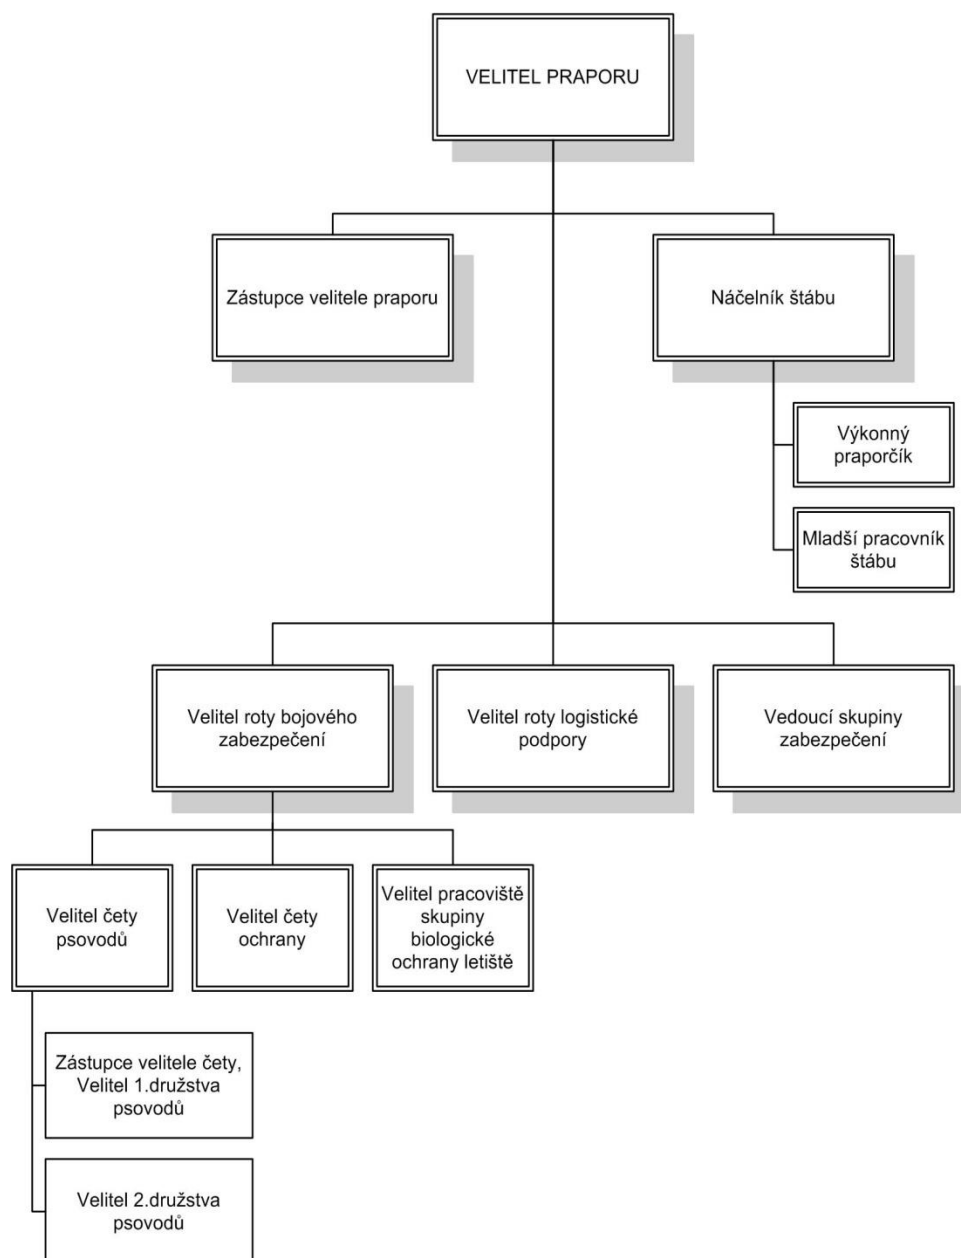 VELITEL PRAPORU
Zástupce velitele praporu
Náčelník štábu
Výkonný
praporčík
Mladší pracovník
štábu
Velitel roty bojového
zabezpečení
Velitel roty logistické
podpory
Vedoucí skupiny
zabezpečení
Velitel čety
psovodů
Velitel čety
ochrany
Velitel pracoviště
skupiny
biologické
ochrany letiště
Zástupce velitele čety,
Velitel 1.družstva
psovodů
Velitel 2.družstva
psovodů